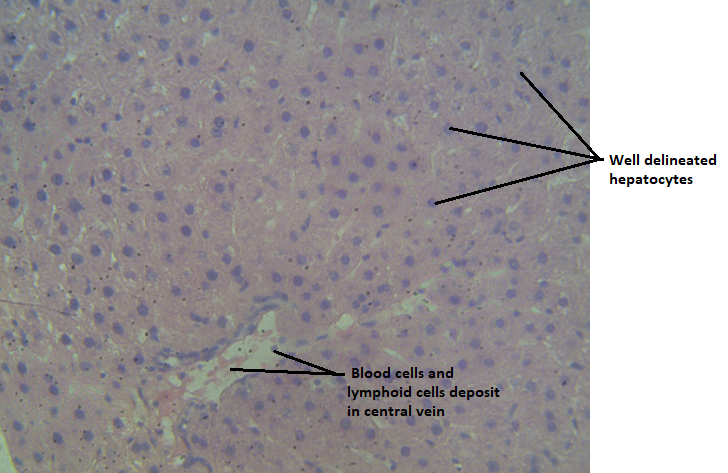 Well delineated
hepatocytes
Blood cells and
lymphoid cells deposit
in central vein